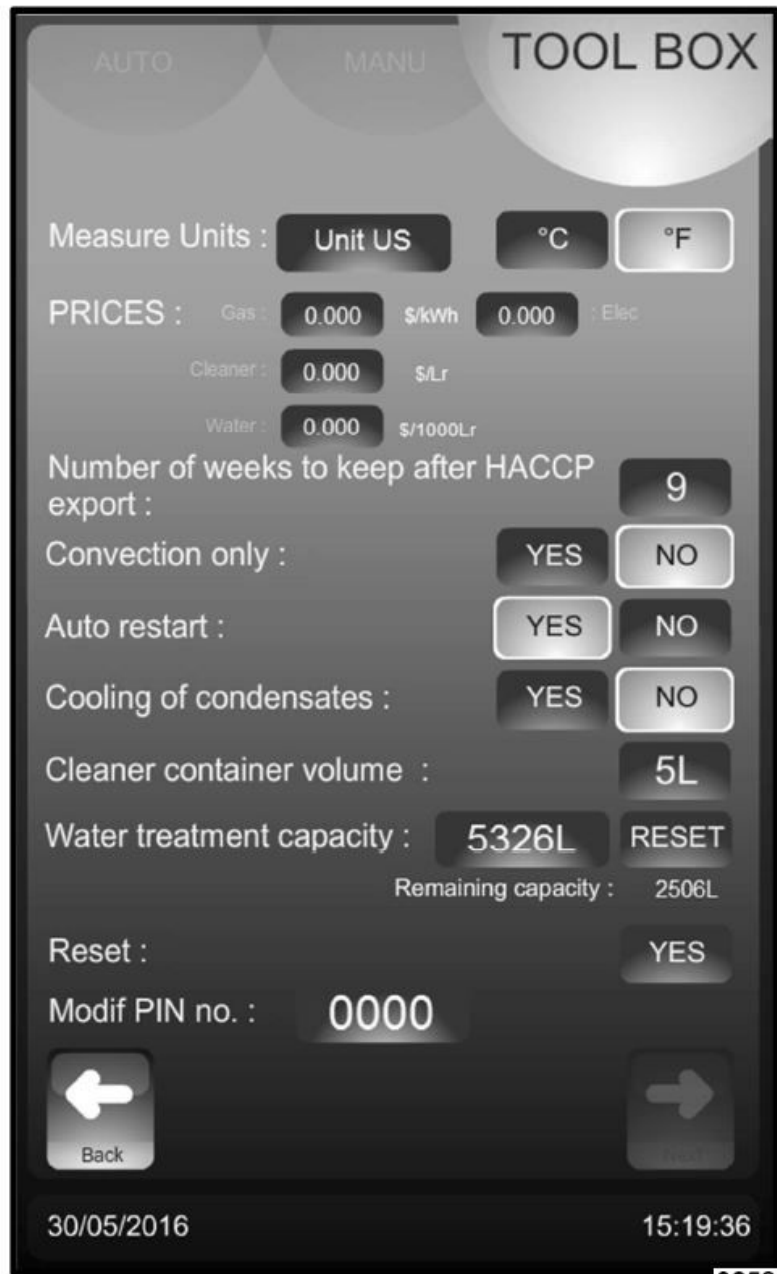 AUTO MANU TOOL BOX
Measure Units : Unit US °C °F
PRICES : Gas : 0.000 $/kWh 0.000 : Elec
Cleaner : 0.000 $/Lr
Water : 0.000 $/1000Lr
Number of weeks to keep after HACCP
export : 9
Convection only : YES NO
Auto restart : YES NO
Cooling of condensates : YES NO
Cleaner container volume : 5L
Water treatment capacity : 5326L RESET
Remaining capacity : 2506L
Reset : YES
Modif PIN no. : 0000
Back Next
30/05/2016 15:19:36